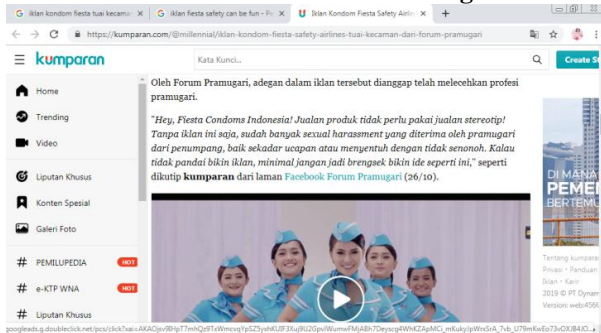 iklan kondom fiesta tuai kecaman
iklan fiesta safety can be fun - Pe
Iklan Kondom Fiesta Safety Airlin
https://kumparan.com/@millennial/iklan-kondom-fiesta-safety-airlines-tuai-kecaman-dari-forum-pramugari
kumparan
Kata Kunci...
Create St
Home
Trending
Video
Liputan Khusus
Konten Spesial
Galeri Foto
# PEMILUPEDIA HOT
# e-KTP WNA HOT
# Liputan Khusus
Oleh Forum Pramugari, adegan dalam iklan tersebut dianggap telah melecehkan profesi
pramugari.
"Hey, Fiesta Condoms Indonesia! Jualan produk tidak perlu pakai jualan stereotip!
Tanpa iklan ini saja, sudah banyak sexual harassment yang diterima oleh pramugari
dari penumpang, baik sekadar ucapan atau menyentuh dengan tidak senonoh. Kalau
tidak pandai bikin iklan, minimal jangan jadi brengsek bikin ide seperti ini," seperti
dikutip kumparan dari laman Facebook Forum Pramugari (26/10).
DI MANA
PEME
BERTEMU
Tentang kumpara
Privasi • Panduan
Iklan • Karir
2019 © PT Dynam